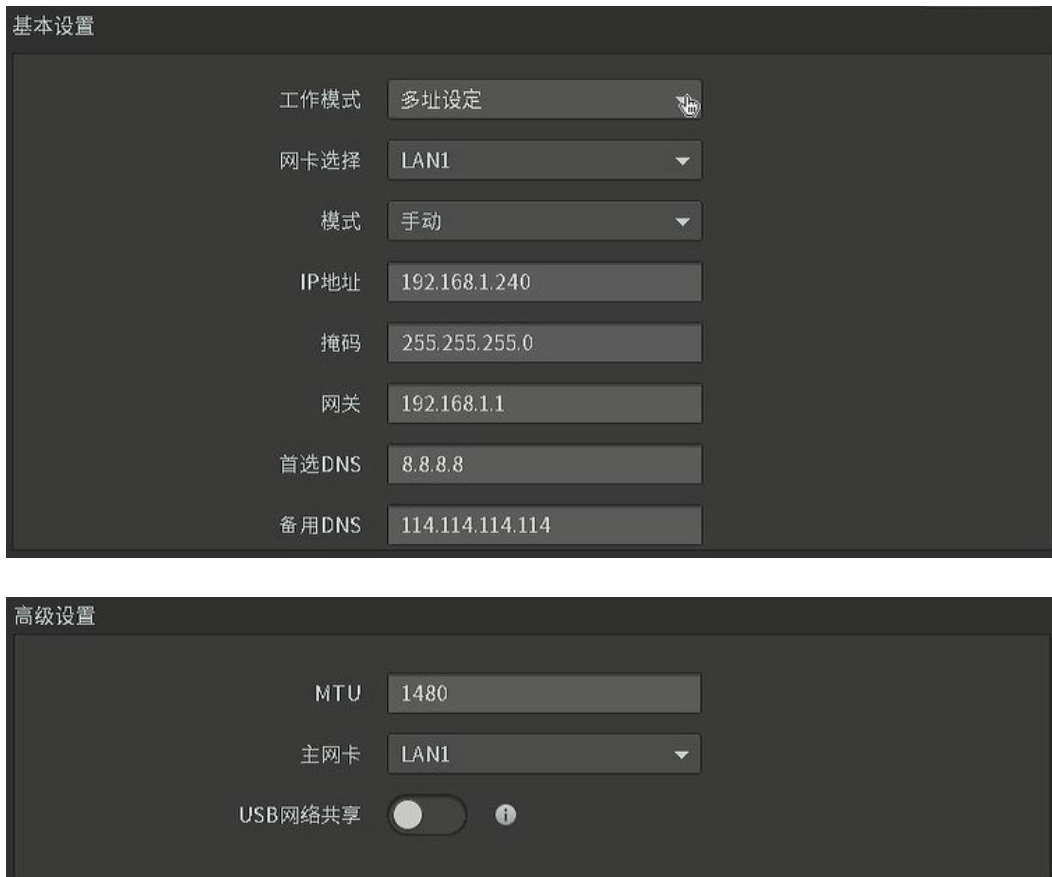 基本设置
工作模式 多址设定
网卡选择 LAN1
模式 手动
IP地址 192.168.1.240
掩码 255.255.255.0
网关 192.168.1.1
首选DNS 8.8.8.8
备用DNS 114.114.114.114
高级设置
MTU 1480
主网卡 LAN1
USB网络共享